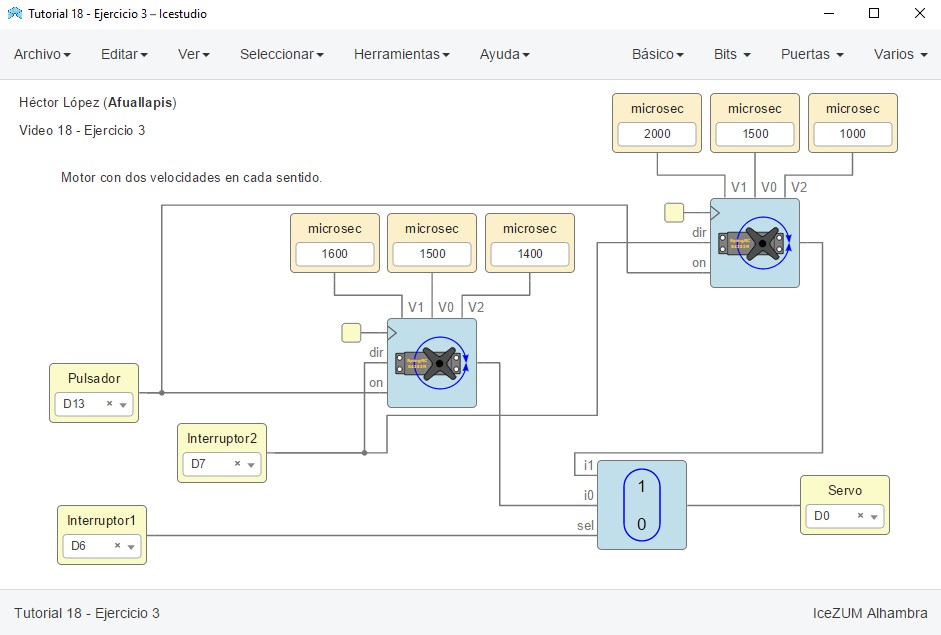 Tutorial 18 - Ejercicio 3 – Icestudio
Archivo Editar Ver Seleccionar Herramientas Ayuda Básico Bits Puertas Varios
Héctor López (Afuallapis)
Video 18 - Ejercicio 3
Motor con dos velocidades en cada sentido.
microsec microsec microsec
2000 1500 1000
V1 V0 V2
dir
on
microsec microsec microsec
1600 1500 1400
V1 V0 V2
dir
on
Pulsador
D13
Interruptor2
D7
Interruptor1
D6
i1
i0
sel
1
0
Servo
D0
Tutorial 18 - Ejercicio 3 IceZUM Alhambra